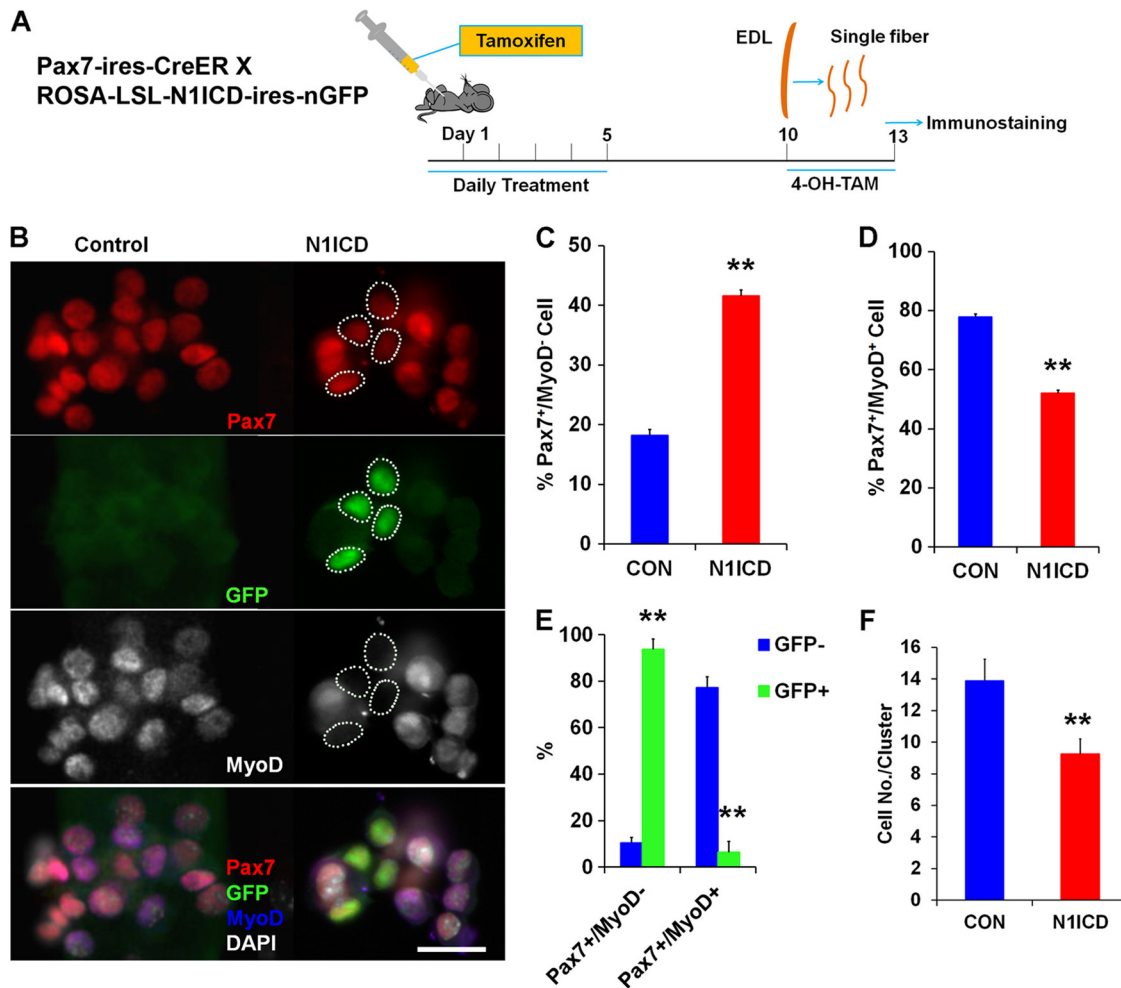 A
Pax7-ires-CreER X
ROSA-LSL-N1ICD-ires-nGFP
Tamoxifen
EDL
Single fiber
Day 1
5
10
13
Immunostaining
Daily Treatment
4-OH-TAM
B
Control
N1ICD
Pax7
GFP
MyoD
Pax7
GFP
MyoD
DAPI
C
% Pax7+/MyoD- Cell
50
40
30
20
10
0
**
CON
N1ICD
D
% Pax7+/MyoD+ Cell
100
80
60
40
20
0
**
CON
N1ICD
E
%
100
80
60
40
20
0
**
**
GFP-
GFP+
Pax7+/MyoD-
Pax7+/MyoD+
F
Cell No./Cluster
16
14
12
10
8
6
4
2
0
**
CON
N1ICD